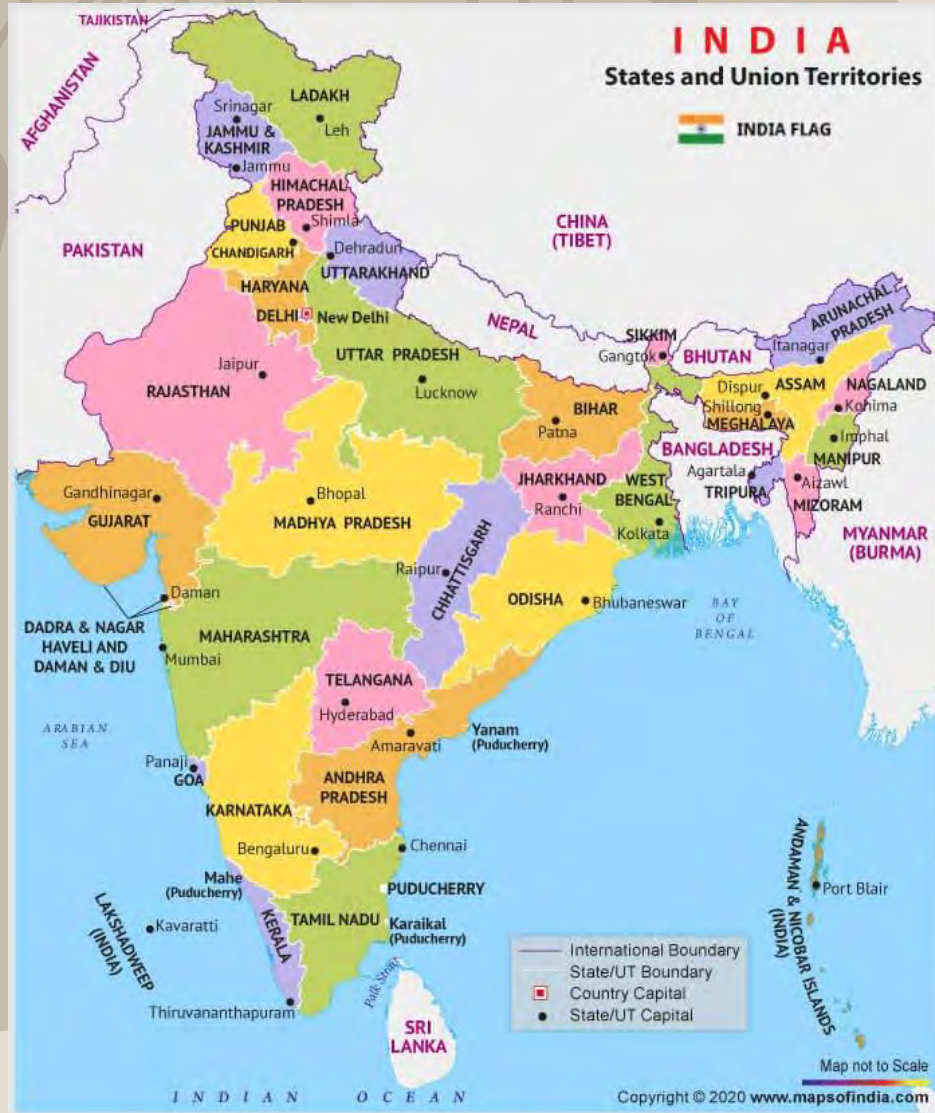 INDIA
States and Union Territories
INDIA FLAG
TAJIKISTAN
AFGHANISTAN
LADAKH
Srinagar
Leh
JAMMU &
KASHMIR
Jammu
HIMACHAL
PRADESH
Shimla
PUNJAB
CHANDIGARH
CHINA
(TIBET)
PAKISTAN
Dehradun
UTTARAKHAND
HARYANA
DELHI
New Delhi
NEPAL
SIKKIM
Gangtok
BHUTAN
ARUNACHAL
PRADESH
Itanagar
UTTAR PRADESH
Lucknow
Jaipur
RAJASTHAN
BIHAR
Patna
Dispur
ASSAM
NAGALAND
Shillong
MEGHALAYA
Kohima
BANGLADESH
Imphal
MANIPUR
Agartala
TRIPURA
Aizawl
MIZORAM
JHARKHAND
Ranchi
WEST
BENGAL
Kolkata
Gandhinagar
GUJARAT
Bhopal
MADHYA PRADESH
MYANMAR
(BURMA)
Raipur
CHHATTISGARH
ODISHA
Bhubaneswar
BAY
OF
BENGAL
Daman
DADRA & NAGAR
HAVELI AND
DAMAN & DIU
MAHARASHTRA
Mumbai
TELANGANA
Hyderabad
ARABIAN
SEA
Amaravati
Yanam
(Puducherry)
Panaji
GOA
ANDHRA
PRADESH
KARNATAKA
Bengaluru
Chennai
Mahe
(Puducherry)
PUDUCHERRY
KERALA
TAMIL NADU
Karaikal
(Puducherry)
LAKSHADWEEP
(INDIA)
Kavaratti
ANDAMAN & NICOBAR ISLANDS
(INDIA)
Port Blair
Thiruvananthapuram
Palk Strait
SRI
LANKA
International Boundary
State/UT Boundary
Country Capital
State/UT Capital
Map not to Scale
INDIAN OCEAN
Copyright © 2020 www.mapsofindia.com